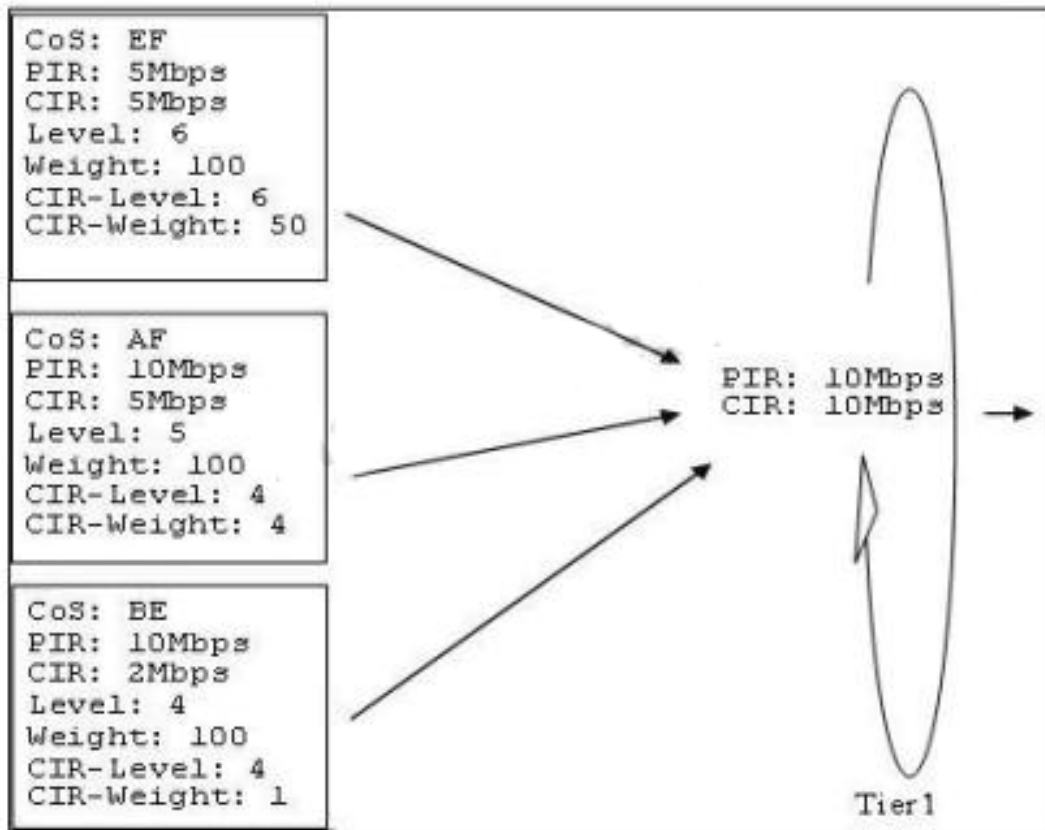 CoS: EF
PIR: 5Mbps
CIR: 5Mbps
Level: 6
Weight: 100
CIR-Level: 6
CIR-Weight: 50
CoS: AF
PIR: 10Mbps
CIR: 5Mbps
Level: 5
Weight: 100
CIR-Level: 4
CIR-Weight: 4
CoS: BE
PIR: 10Mbps
CIR: 2Mbps
Level: 4
Weight: 100
CIR-Level: 4
CIR-Weight: 1
PIR: 10Mbps
CIR: 10Mbps
Tier1